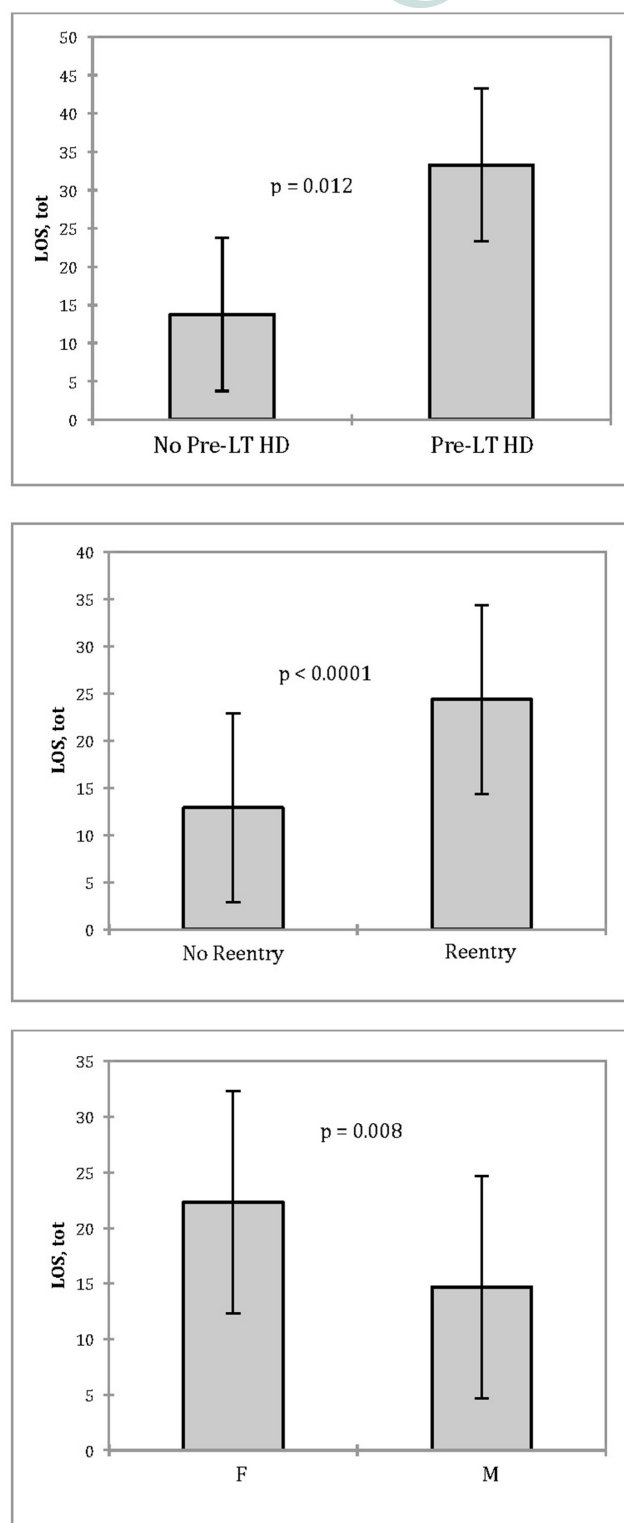 50
45
40
35
30
25
20
15
10
5
0
LOS, tot
p = 0.012
No Pre-LT HD
Pre-LT HD
40
35
30
25
20
15
10
5
0
LOS, tot
p < 0.0001
No Reentry
Reentry
35
30
25
20
15
10
5
0
LOS, tot
p = 0.008
F
M